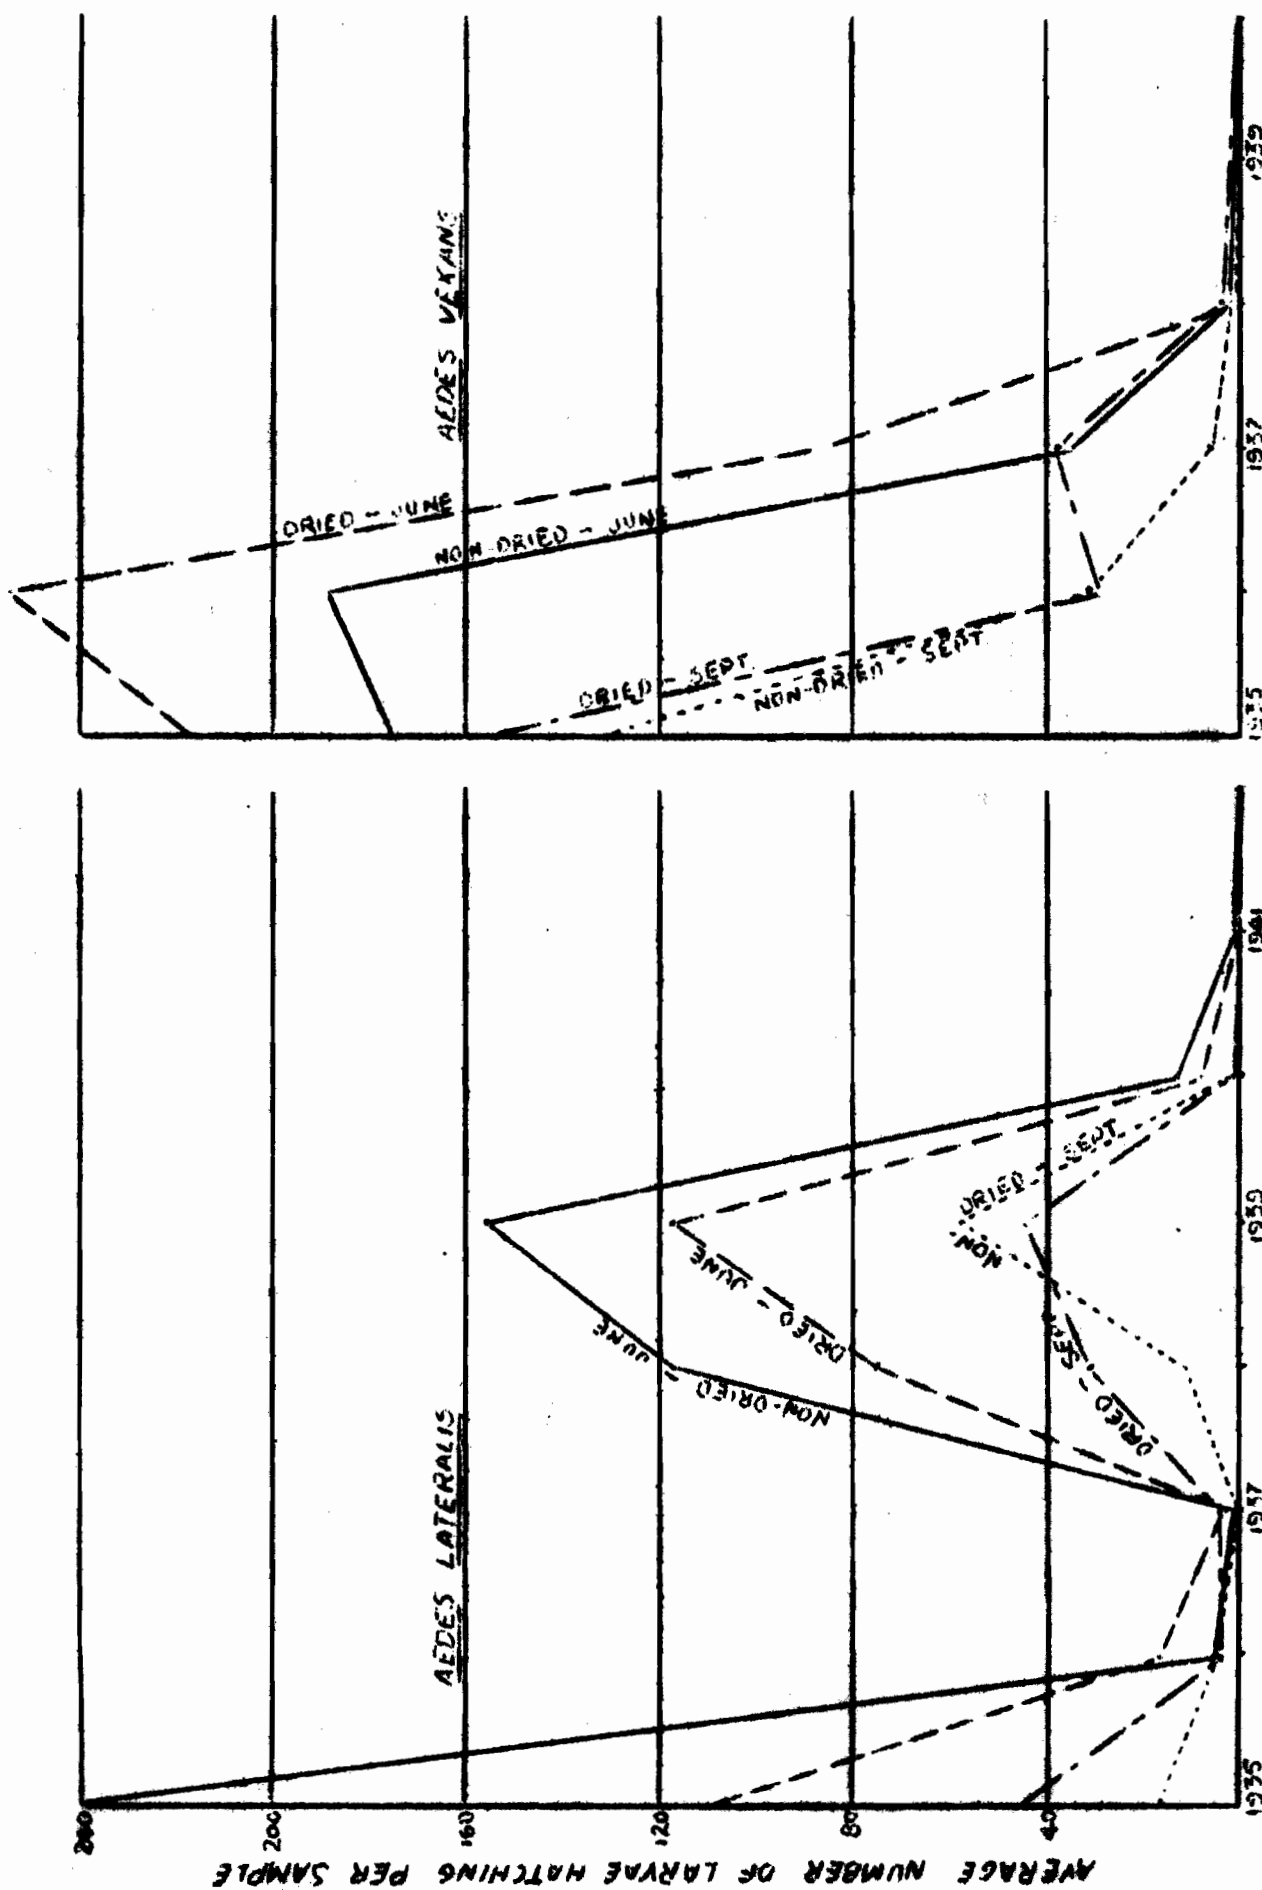 AVERAGE NUMBER OF LARVAE HATCHING PER SAMPLE
200
160
120
80
40
AEDES LATERALIS
NON-DRIED - JUNE
DRIED - JUNE
DRIED - SEPT
NON DRIED - SEPT
1935
1937
1939
1941
AEDES VEXANS
DRIED - JUNE
NON-DRIED - JUNE
DRIED - SEPT
NON-DRIED - SEPT
1935
1937
1939